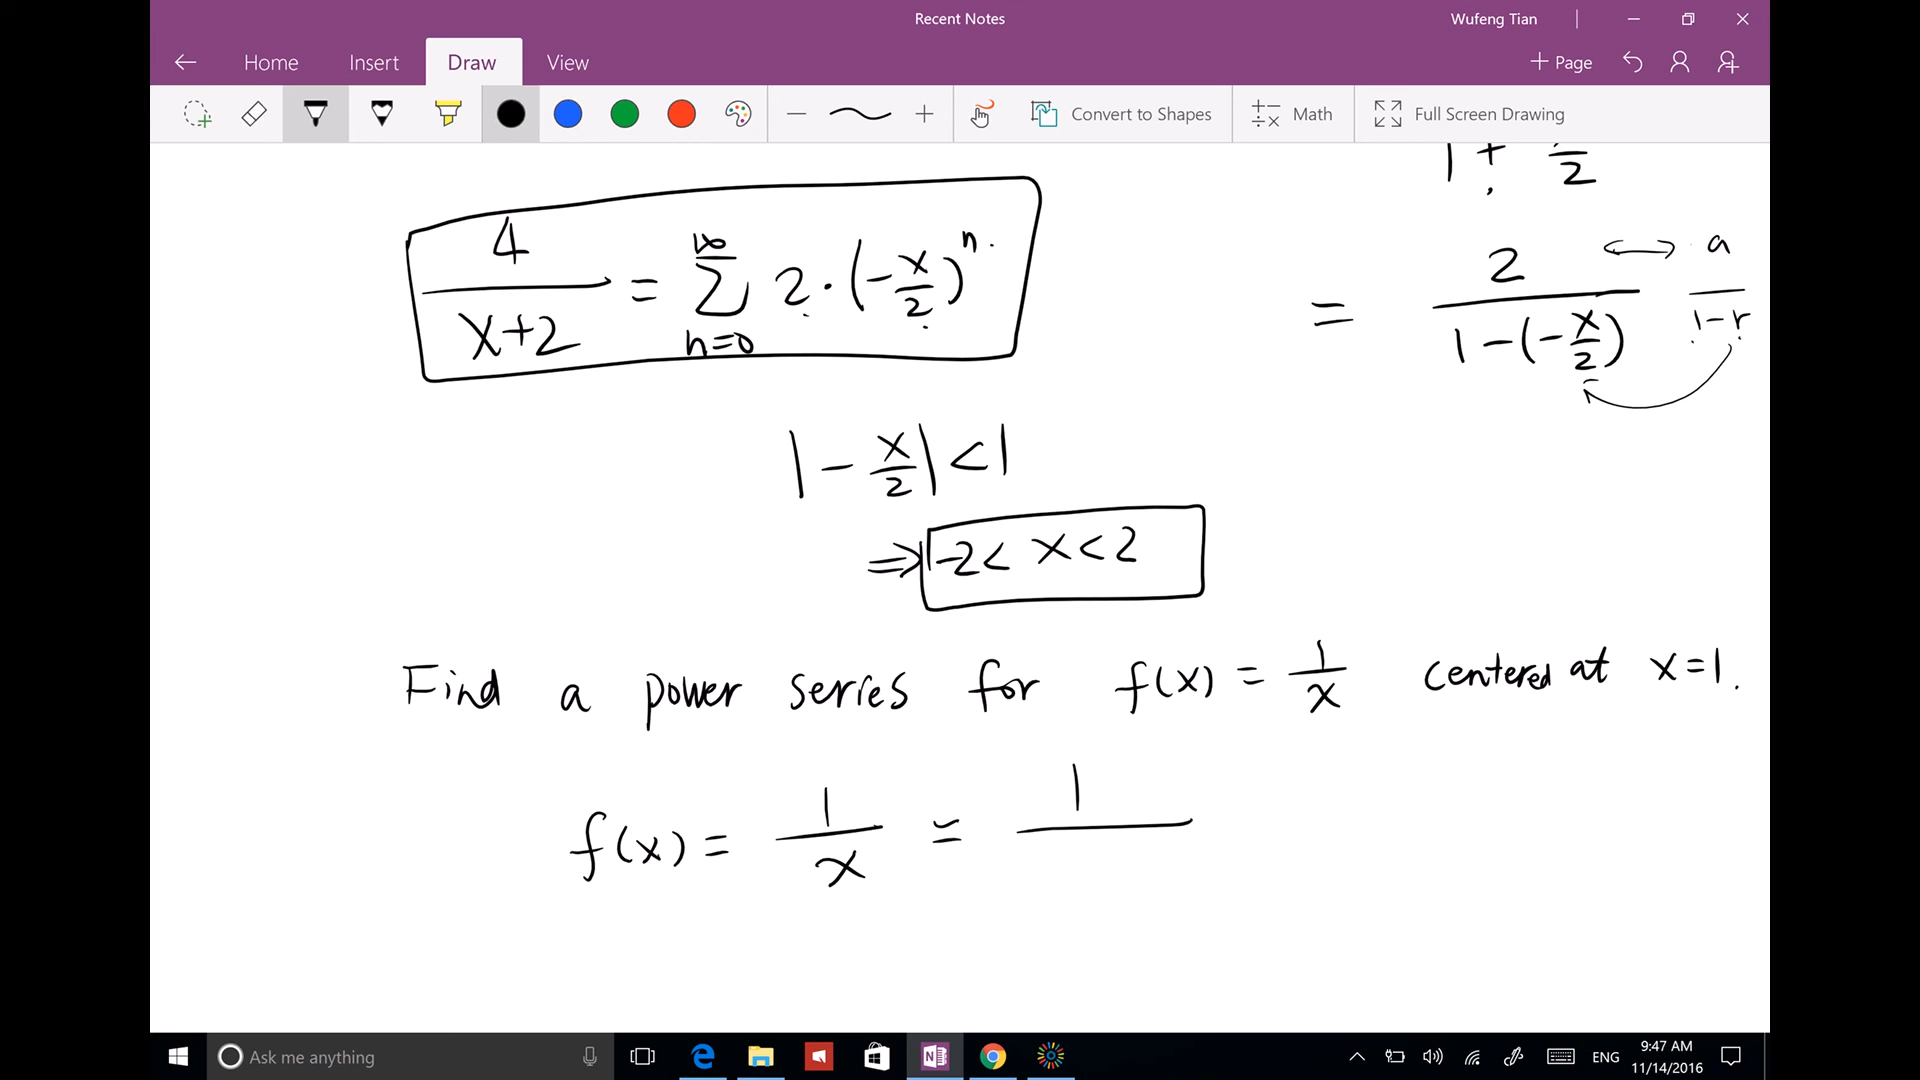 Recent Notes
Wufeng Tian
Home Insert Draw View
Page
Convert to Shapes Math Full Screen Drawing
1 + /2
4/(x+2) = ∑_{n=0}^{∞} 2·(-x/2)^n.
= 2/(1-(-x/2)) ↔ a/(1-r)
|-x/2|<1
⇒ -2< x<2
Find a power series for f(x) = 1/x centered at x=1.
f(x) = 1/x = 1/
Ask me anything
ENG
9:47 AM
11/14/2016